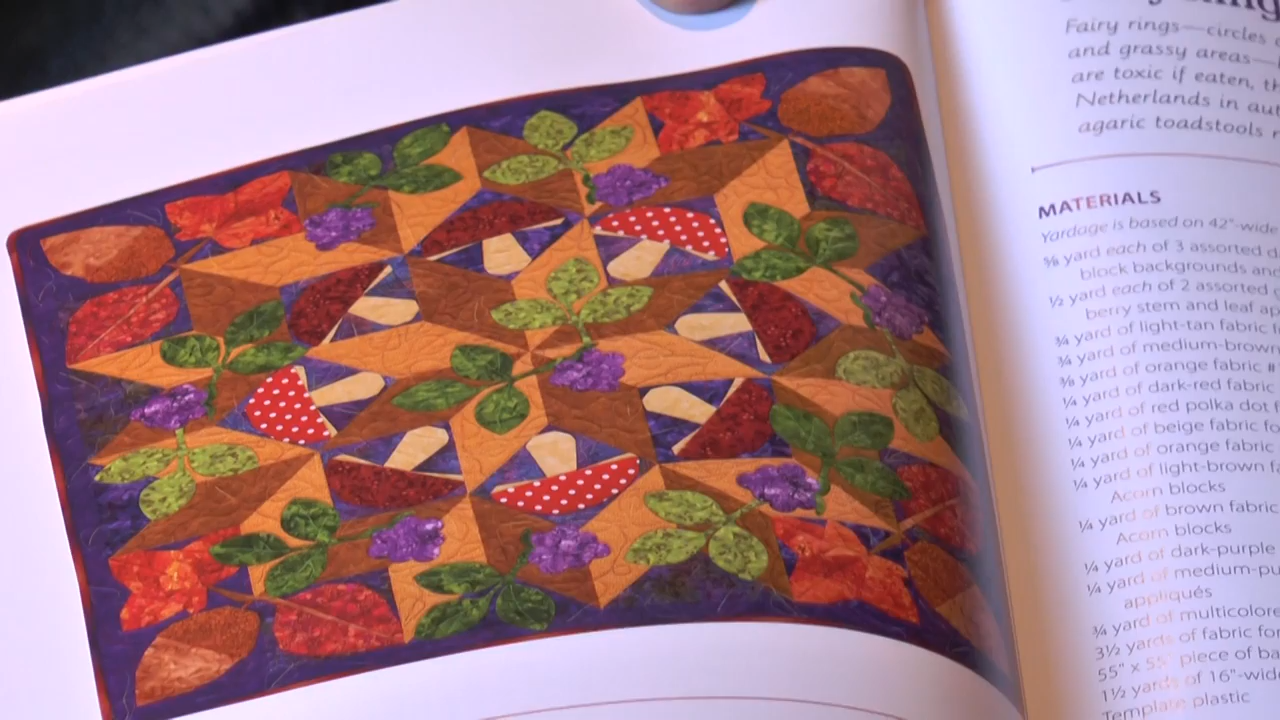 Fairy rings—circles
and grassy areas—
are toxic if eaten, th
Netherlands in aut
agaric toadstools
MATERIALS
Yardage is based on 42"-wide
⅝ yard each of 3 assorted d
block backgrounds and
½ yard each of 2 assorted
berry stem and leaf ap
¾ yard of light-tan fabric f
¾ yard of medium-brown
⅜ yard of orange fabric #
¼ yard of dark-red fabric
¼ yard of red polka dot f
¼ yard of beige fabric fo
¼ yard of orange fabric
¼ yard of light-brown fa
Acorn blocks
¼ yard of brown fabric
Acorn blocks
¼ yard of dark-purple
¼ yard of medium-pu
appliqués
¾ yard of multicolore
3½ yards of fabric for
55" x 55" piece of ba
1½ yards of 16"-wide
Template plastic